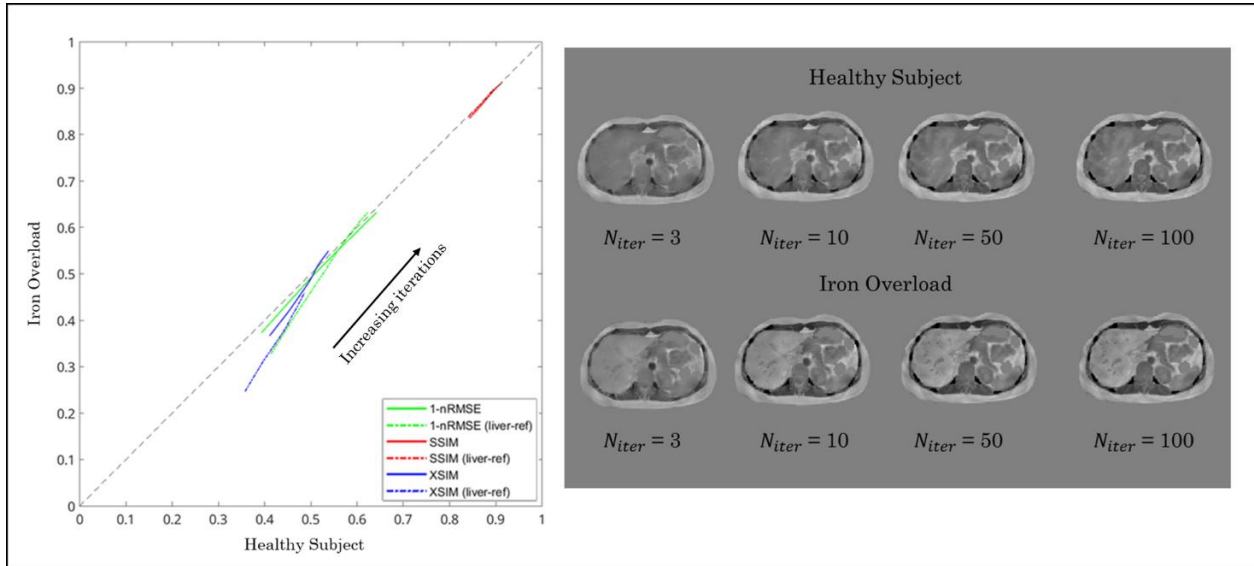 1
0.9
0.8
0.7
0.6
0.5
0.4
0.3
0.2
0.1
0
Iron Overload
0 0.1 0.2 0.3 0.4 0.5 0.6 0.7 0.8 0.9 1
Healthy Subject
Increasing iterations
1-nRMSE
1-nRMSE (liver-ref)
SSIM
SSIM (liver-ref)
XSIM
XSIM (liver-ref)
Healthy Subject
N_iter = 3 N_iter = 10 N_iter = 50 N_iter = 100
Iron Overload
N_iter = 3 N_iter = 10 N_iter = 50 N_iter = 100